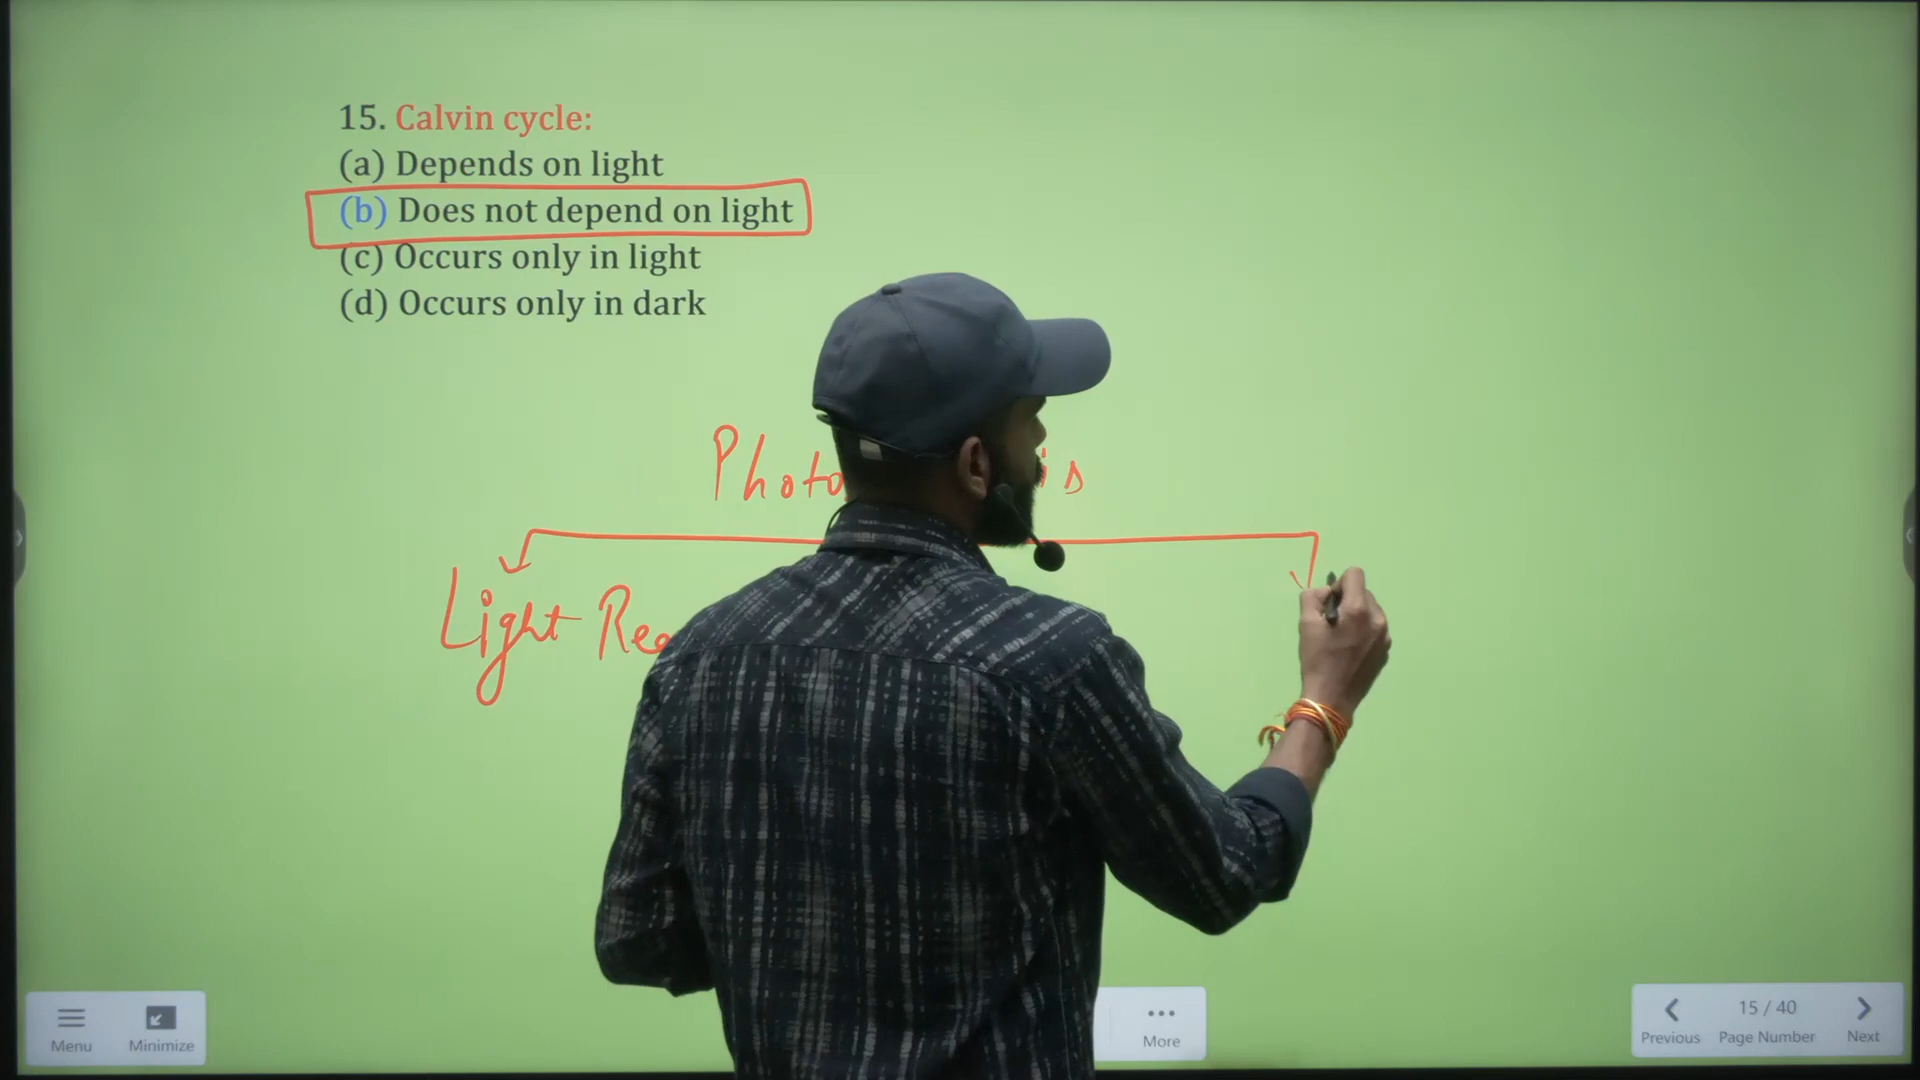 15. Calvin cycle:
(a) Depends on light
(b) Does not depend on light
(c) Occurs only in light
(d) Occurs only in dark
Light
Menu
Minimize
More
Previous
15 / 40
Page Number
Next